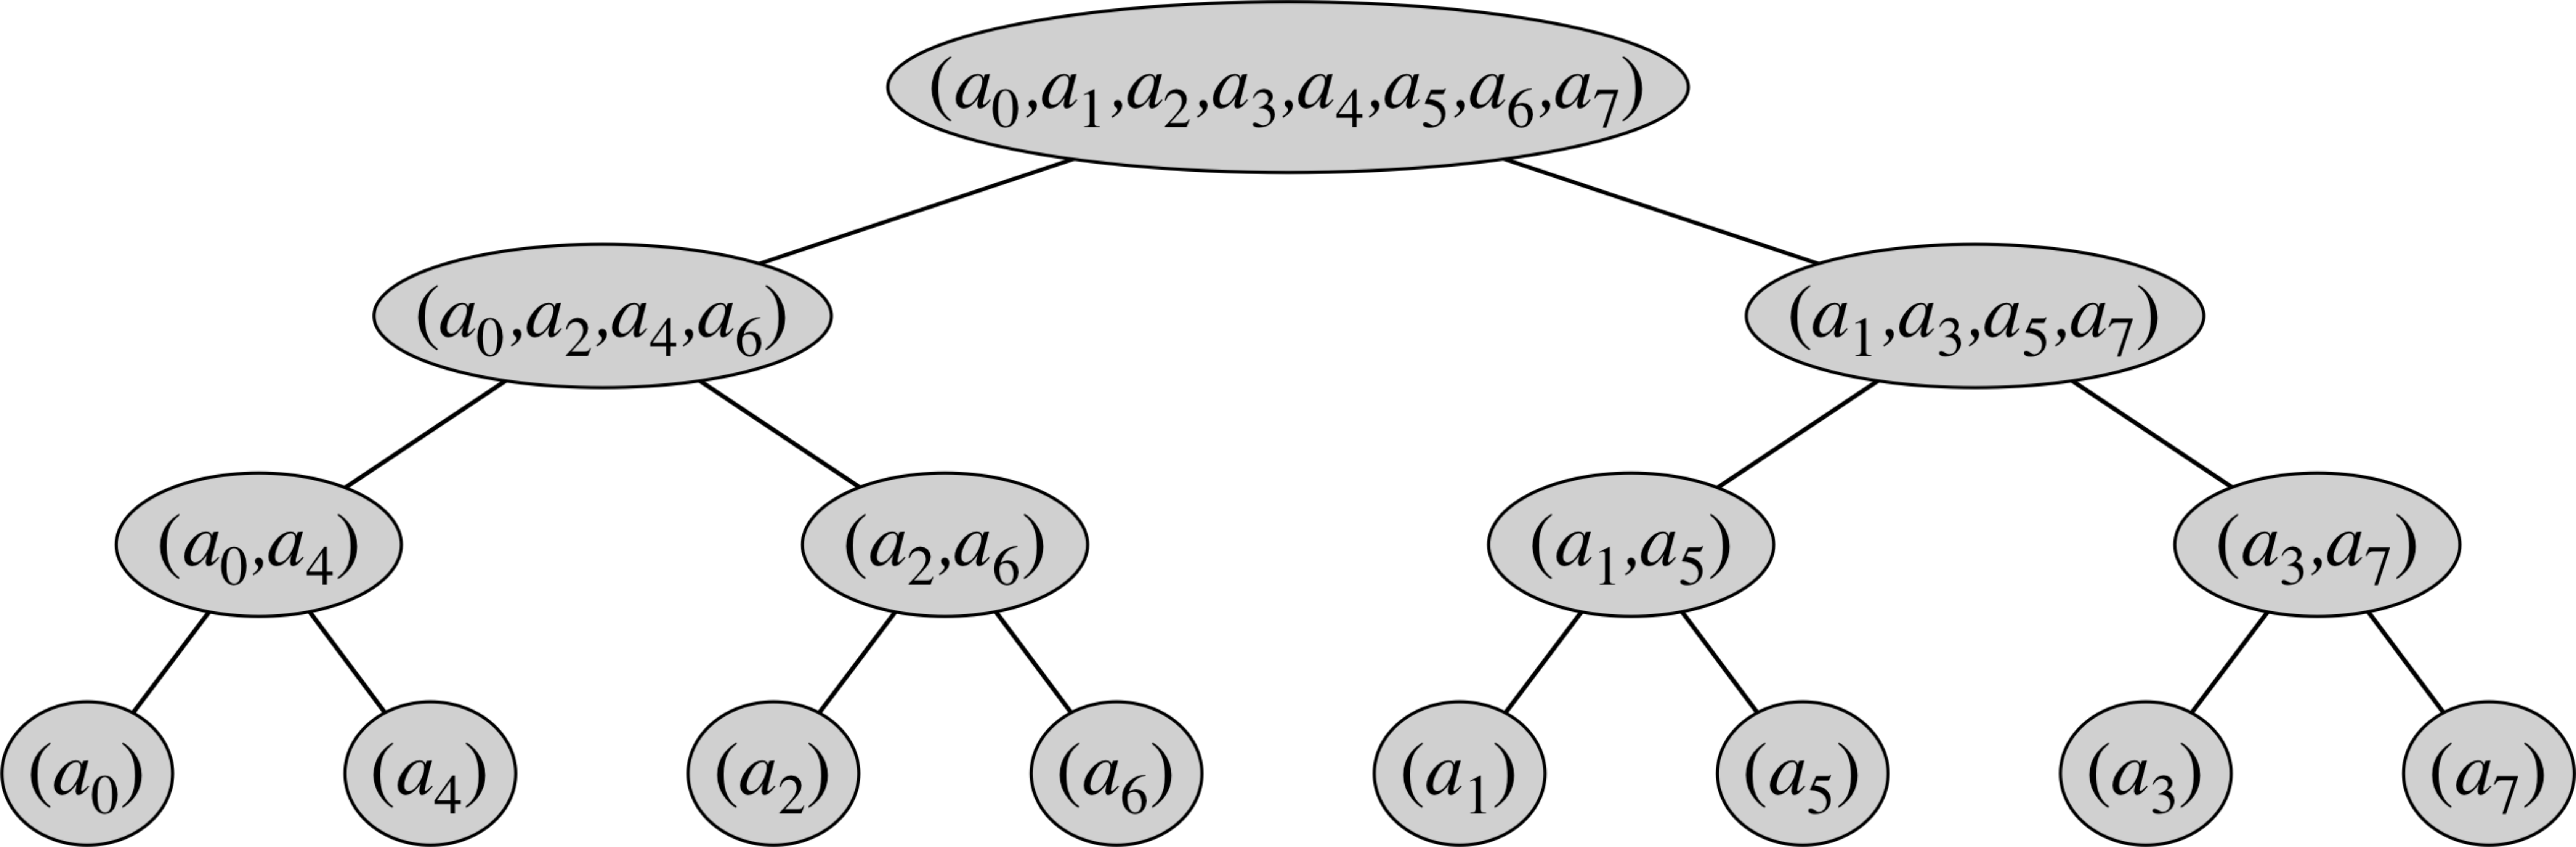 (a₀,a₁,a₂,a₃,a₄,a₅,a₆,a₇)
(a₀,a₂,a₄,a₆) (a₁,a₃,a₅,a₇)
(a₀,a₄) (a₂,a₆) (a₁,a₅) (a₃,a₇)
(a₀) (a₄) (a₂) (a₆) (a₁) (a₅) (a₃) (a₇)